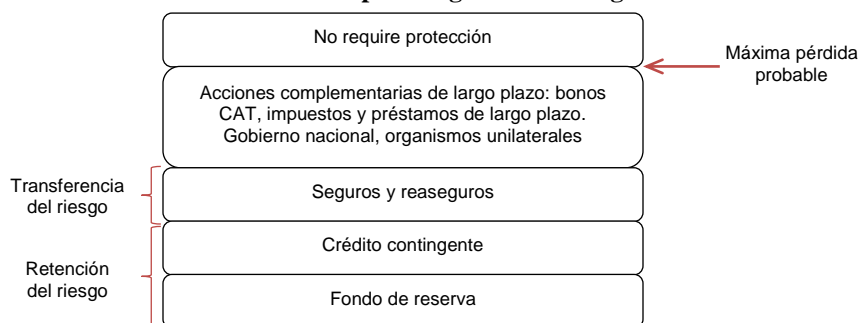 No require protección
Máxima pérdida
probable
Acciones complementarias de largo plazo: bonos
CAT, impuestos y préstamos de largo plazo.
Gobierno nacional, organismos unilaterales
Transferencia
del riesgo
Seguros y reaseguros
Crédito contingente
Retención
del riesgo
Fondo de reserva